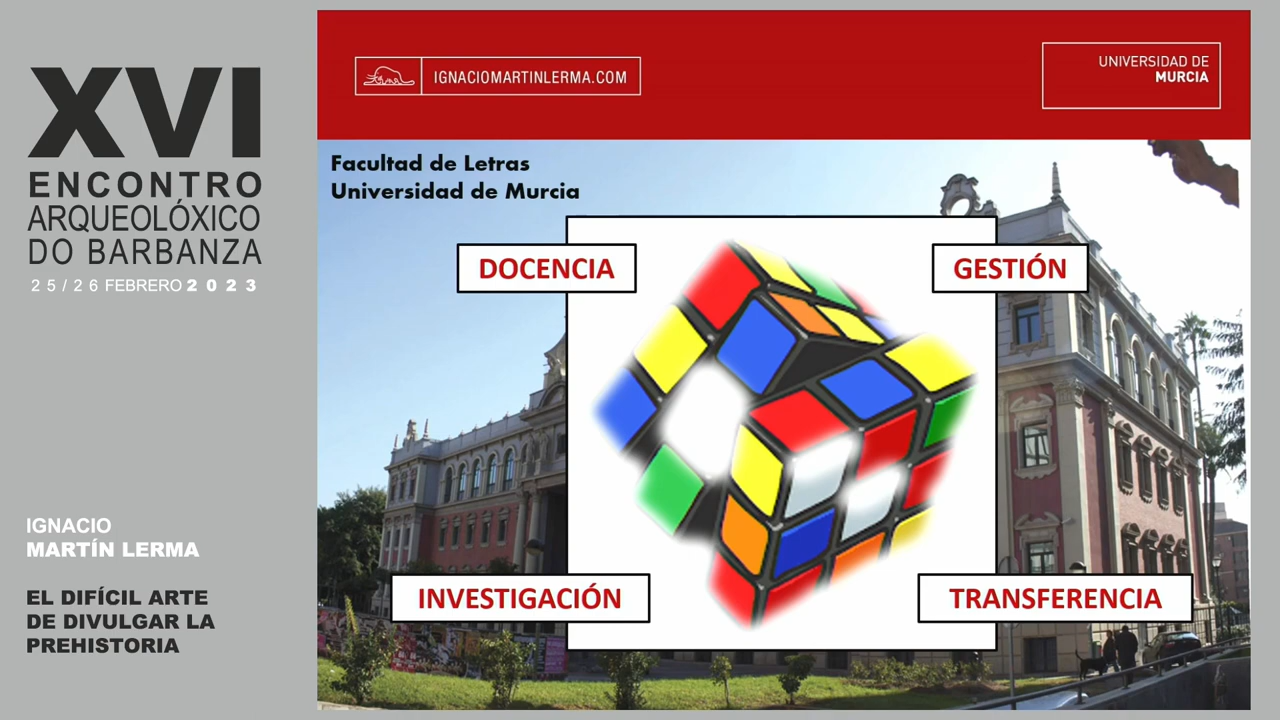 XVI
ENCONTRO
ARQUEOLÓXICO
DO BARBANZA
25/26 FEBRERO 2023
IGNACIO
MARTÍN LERMA
EL DIFÍCIL ARTE
DE DIVULGAR LA
PREHISTORIA
IGNACIOMARTINLERMA.COM
UNIVERSIDAD DE
MURCIA
Facultad de Letras
Universidad de Murcia
DOCENCIA
GESTIÓN
INVESTIGACIÓN
TRANSFERENCIA